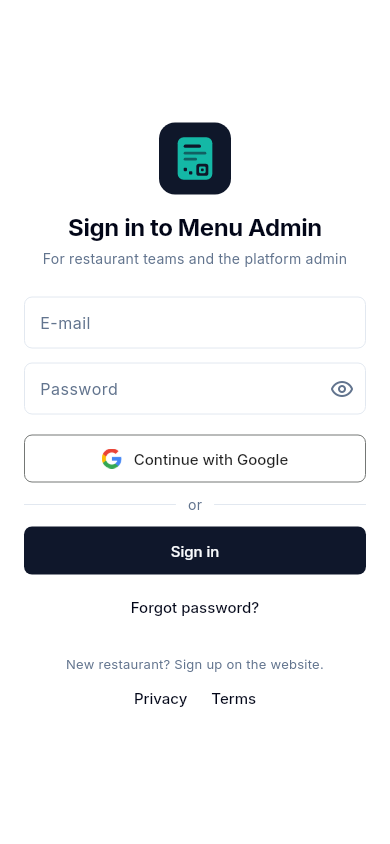 Sign in to Menu Admin
For restaurant teams and the platform admin
E-mail
Password
Continue with Google
or
Sign in
Forgot password?
New restaurant? Sign up on the website.
Privacy Terms